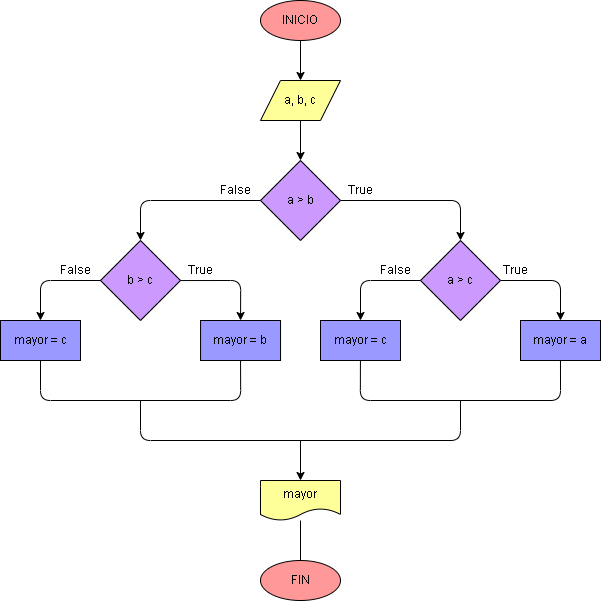 INICIO
a, b, c
False
True
a > b
False
True
False
True
b > c
a > c
mayor = c
mayor = b
mayor = c
mayor = a
mayor
FIN